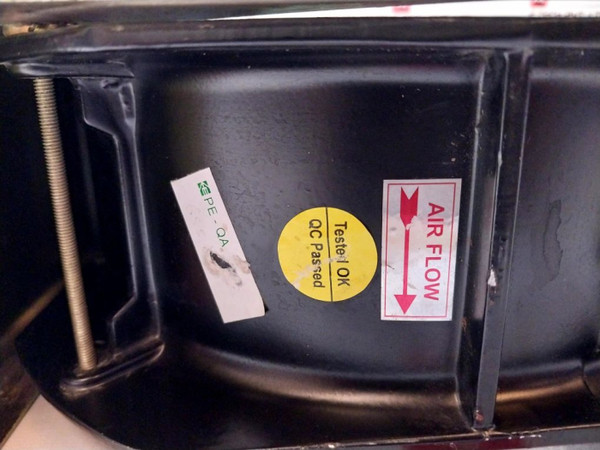 PE - QA
Tested OK
QC Passed
AIR FLOW